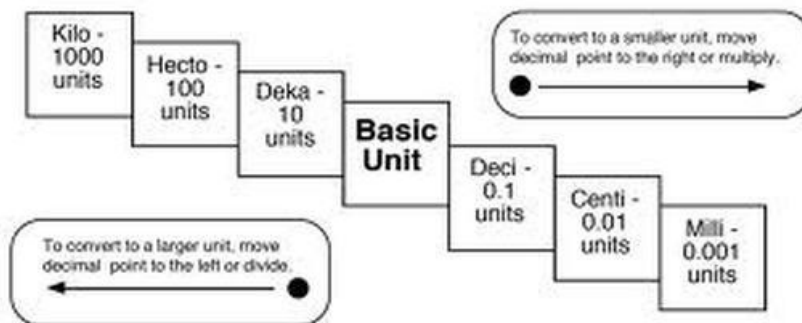 Kilo -
1000
units
Hecto -
100
units
Deka -
10
units
Basic
Unit
Deci -
0.1
units
Centi -
0.01
units
Milli -
0.001
units
To convert to a smaller unit, move
decimal point to the right or multiply.
To convert to a larger unit, move
decimal point to the left or divide.